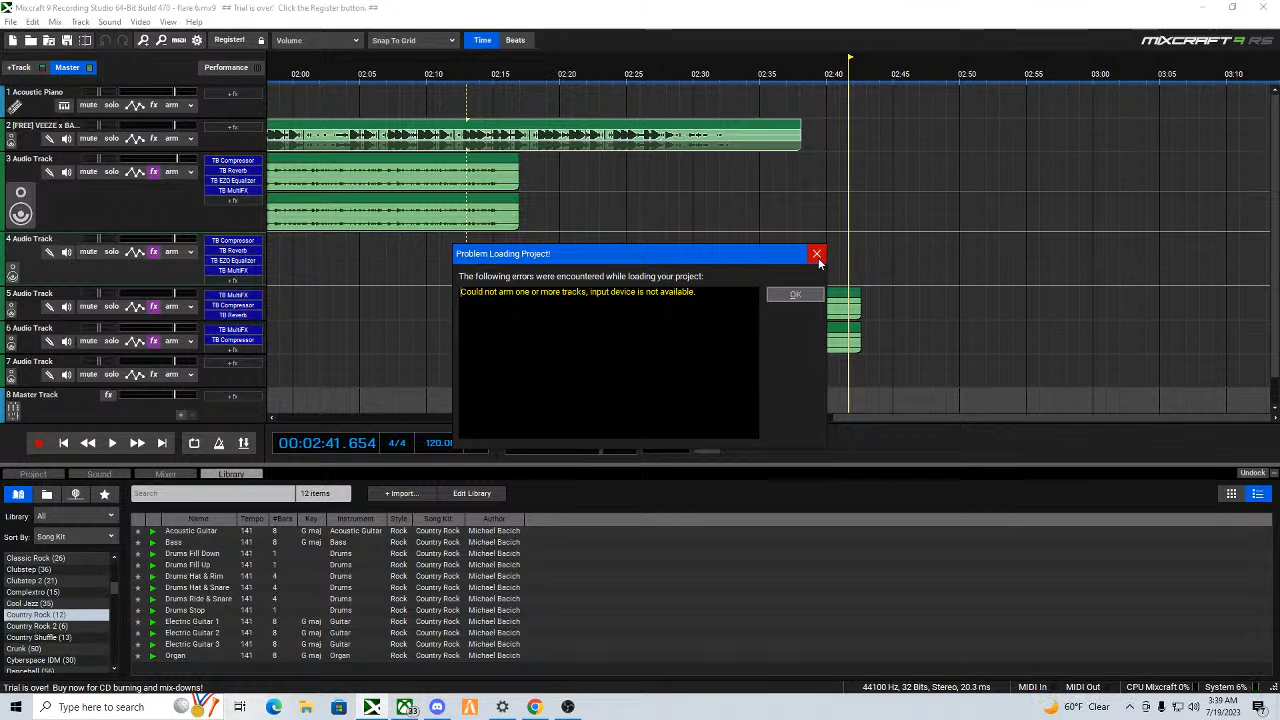 Mixcraft 9 Recording Studio 64-Bit Build 470 - flare 6.mx9  ## Trial is over!  Click the Register button. ##
File Edit Mix Track Sound Video View Help
Register! Volume Snap To Grid Time Beats MIXCRAFT 9 RS
+Track Master Performance 02:00 02:05 02:10 02:15 02:20 02:25 02:30 02:35 02:40 02:45 02:50 02:55 03:00 03:05 03:10
1 Acoustic Piano
mute solo fx arm +fx
2 [FREE] VEEZE x BA...
mute solo fx arm +fx
3 Audio Track
mute solo fx arm
TB Compressor
TB Reverb
TB EZQ Equalizer
TB MultiFX
+fx
4 Audio Track
mute solo fx arm
TB Compressor
TB Reverb
TB EZQ Equalizer
TB MultiFX
+fx
5 Audio Track
mute solo fx arm
TB MultiFX
TB Compressor
TB Reverb
6 Audio Track
mute solo fx arm
TB MultiFX
TB Compressor
7 Audio Track
mute solo fx arm +fx
8 Master Track fx
Problem Loading Project!
The following errors were encountered while loading your project:
Could not arm one or more tracks, input device is not available.
OK
00:02:41.654 4/4 120.0
Project Sound Mixer Library Undock
Search 12 items + Import... Edit Library
Library: All
Sort By: Song Kit
Classic Rock (26)
Clubstep (36)
Clubstep 2 (21)
Complextro (15)
Cool Jazz (35)
Country Rock (12)
Country Rock 2 (6)
Country Shuffle (13)
Crunk (50)
Cyberspace IDM (30)
Dancehall (56)
Name Tempo #Bars Key Instrument Style Song Kit Author
Acoustic Guitar 141 8 G maj Acoustic Guitar Rock Country Rock Michael Bacich
Bass 141 8 G maj Bass Rock Country Rock Michael Bacich
Drums Fill Down 141 1 Drums Rock Country Rock Michael Bacich
Drums Fill Up 141 1 Drums Rock Country Rock Michael Bacich
Drums Hat & Rim 141 4 Drums Rock Country Rock Michael Bacich
Drums Hat & Snare 141 4 Drums Rock Country Rock Michael Bacich
Drums Ride & Snare 141 4 Drums Rock Country Rock Michael Bacich
Drums Stop 141 1 Drums Rock Country Rock Michael Bacich
Electric Guitar 1 141 8 G maj Guitar Rock Country Rock Michael Bacich
Electric Guitar 2 141 8 G maj Guitar Rock Country Rock Michael Bacich
Electric Guitar 3 141 8 G maj Guitar Rock Country Rock Michael Bacich
Organ 141 8 G maj Organ Rock Country Rock Michael Bacich
Trial is over! Buy now for CD burning and mix-downs! 44100 Hz, 32 Bits, Stereo, 20.3 ms MIDI In MIDI Out CPU Mixcraft 0% System 6%
Type here to search 33 60°F Clear 3:39 AM
7/19/2023 7